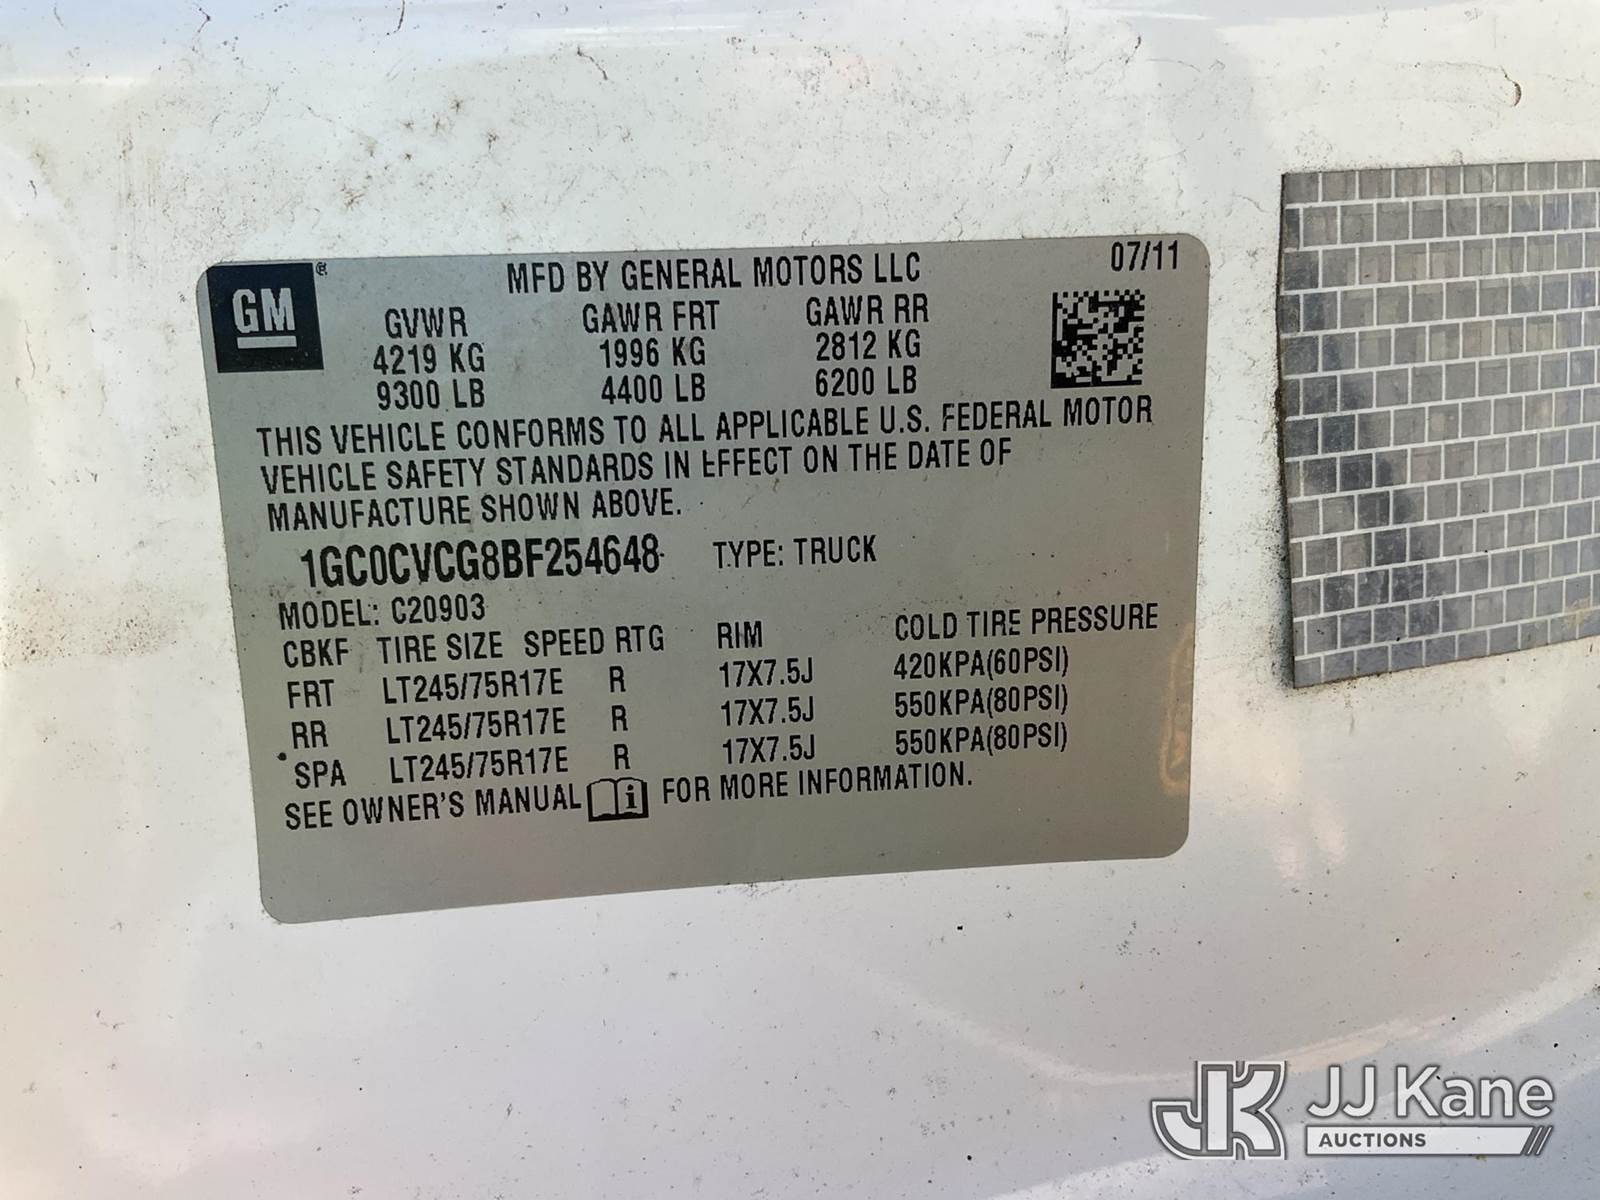 GM®
MFD BY GENERAL MOTORS LLC 07/11
GVWR GAWR FRT GAWR RR
4219 KG 1996 KG 2812 KG
9300 LB 4400 LB 6200 LB
THIS VEHICLE CONFORMS TO ALL APPLICABLE U.S. FEDERAL MOTOR
VEHICLE SAFETY STANDARDS IN EFFECT ON THE DATE OF
MANUFACTURE SHOWN ABOVE.
1GC0CVCG8BF254648 TYPE: TRUCK
MODEL: C20903
CBKF TIRE SIZE SPEED RTG RIM COLD TIRE PRESSURE
FRT LT245/75R17E R 17X7.5J 420KPA(60PSI)
RR LT245/75R17E R 17X7.5J 550KPA(80PSI)
SPA LT245/75R17E R 17X7.5J 550KPA(80PSI)
SEE OWNER'S MANUAL i FOR MORE INFORMATION.
JK JJ Kane
AUCTIONS